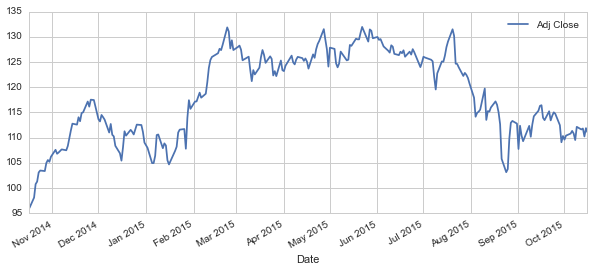 135
130
125
120
115
110
105
100
95
Adj Close
Nov 2014
Dec 2014
Jan 2015
Feb 2015
Mar 2015
Apr 2015
May 2015
Jun 2015
Jul 2015
Aug 2015
Sep 2015
Oct 2015
Date